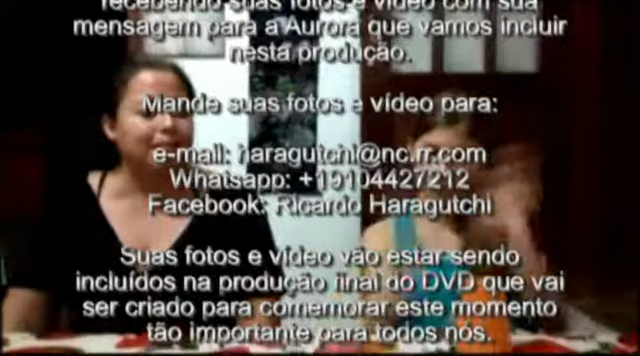 recebendo suas fotos e vídeo com sua
mensagem para a Aurora que vamos incluir
nesta produção.
Mande suas fotos e vídeo para:
e-mail: haragutchi@nc.rr.com
Whatsapp: +19104427212
Facebook: Ricardo Haragutchi
Suas fotos e vídeo vão estar sendo
incluídos na produção final do DVD que vai
ser criado para comemorar este momento
tão importante para todos nós.